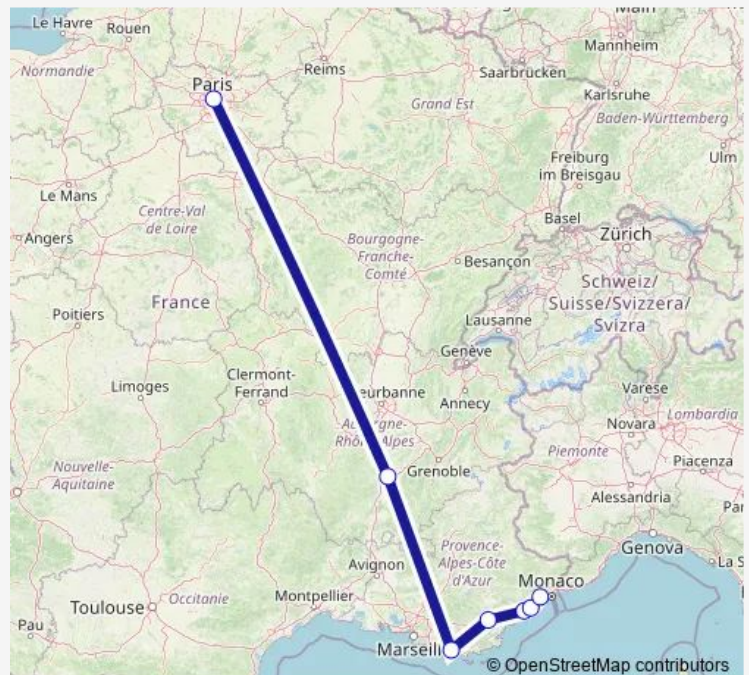 Le Havre
Rouen
Reims
Mannheim
Saarbrücken
Normandie
Paris
Karlsruhe
Grand Est
Baden-Württemberg
Freiburg
im Breisgau
Ulm
Le Mans
Centre-Val
de Loire
Basel
Zürich
Angers
Bourgogne-
Franche-
Comté
Besançon
Schweiz/
Suisse/Svizzera/
Svizra
France
Poitiers
Lausanne
Genève
Clermont-
Ferrand
Limoges
eurbanne
Annecy
Varese
Lombardia
Novara
Grenoble
Piemonte
Piacenza
Nouvelle-
Aquitaine
Alessandria
Provence-
Alpes-Côte
d'Azur
Genova
Avignon
Monaco
Toulouse
Occitanie
Montpellier
Pau
Marseill
© OpenStreetMap contributors